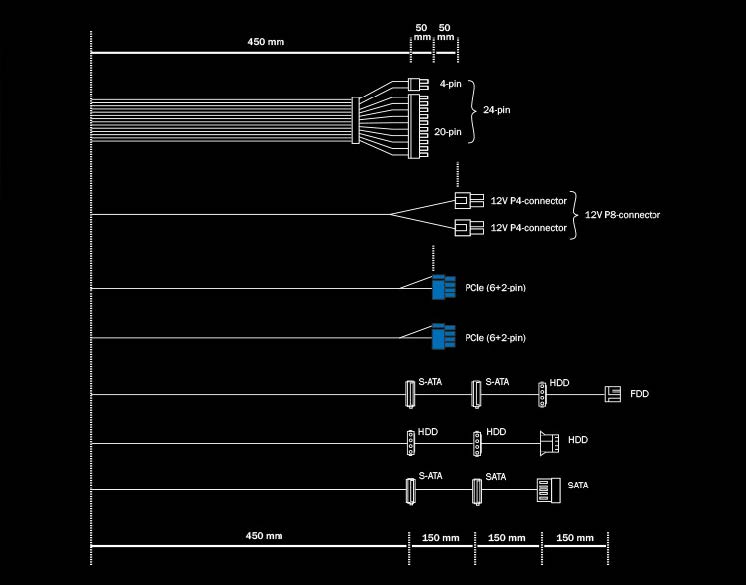 450 mm
50 mm
50 mm
4-pin
24-pin
20-pin
12V P4-connector
12V P8-connector
12V P4-connector
PCIe (6+2-pin)
PCIe (6+2-pin)
S-ATA
S-ATA
HDD
FDD
HDD
HDD
HDD
S-ATA
SATA
SATA
450 mm
150 mm
150 mm
150 mm